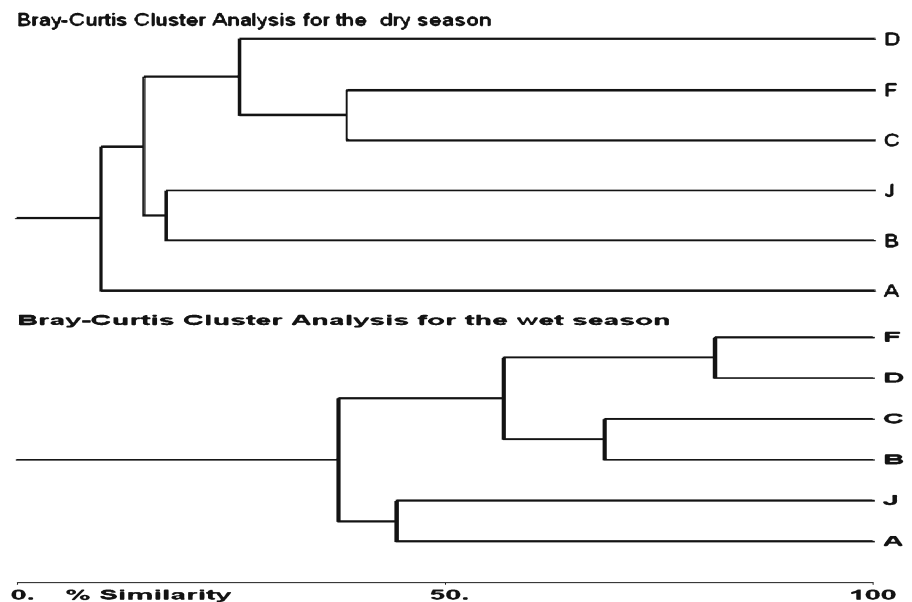 Bray-Curtis Cluster Analysis for the dry season
D
F
C
J
B
A
Bray-Curtis Cluster Analysis for the wet season
F
D
C
B
J
A
0. % Similarity 50. 100